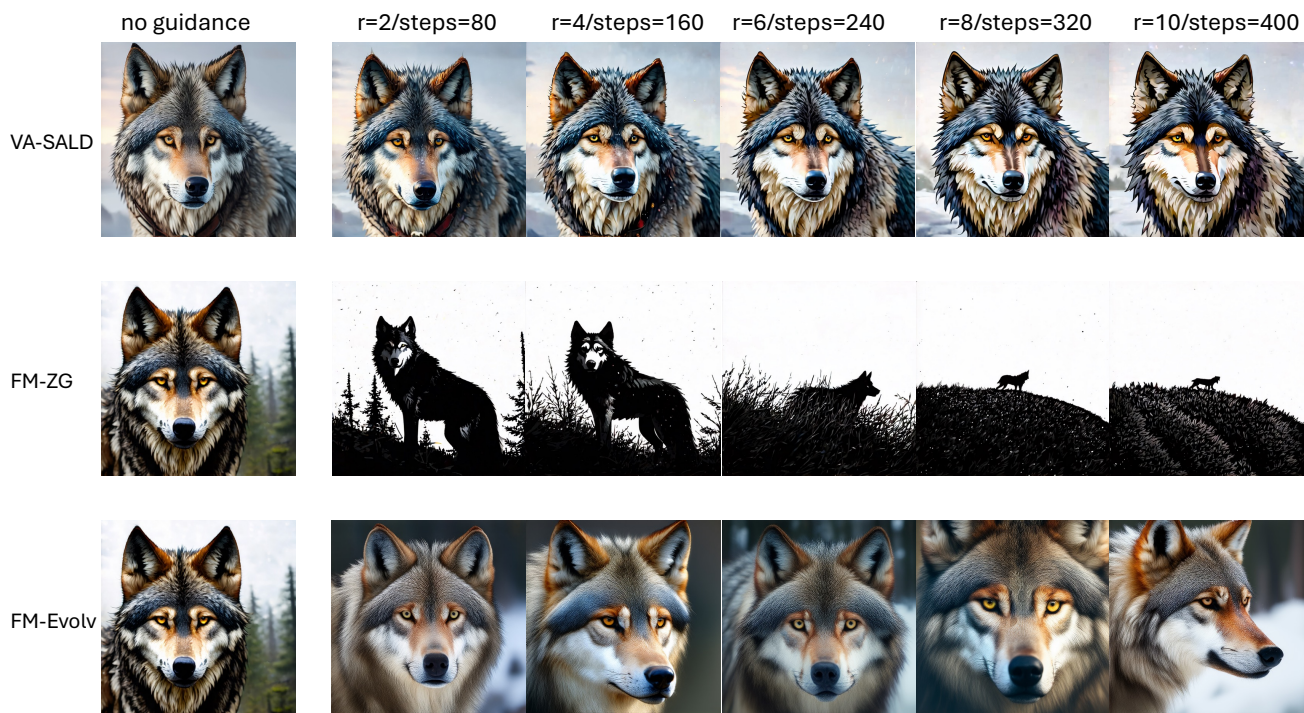 no guidance
r=2/steps=80
r=4/steps=160
r=6/steps=240
r=8/steps=320
r=10/steps=400
VA-SALD
FM-ZG
FM-Evolv